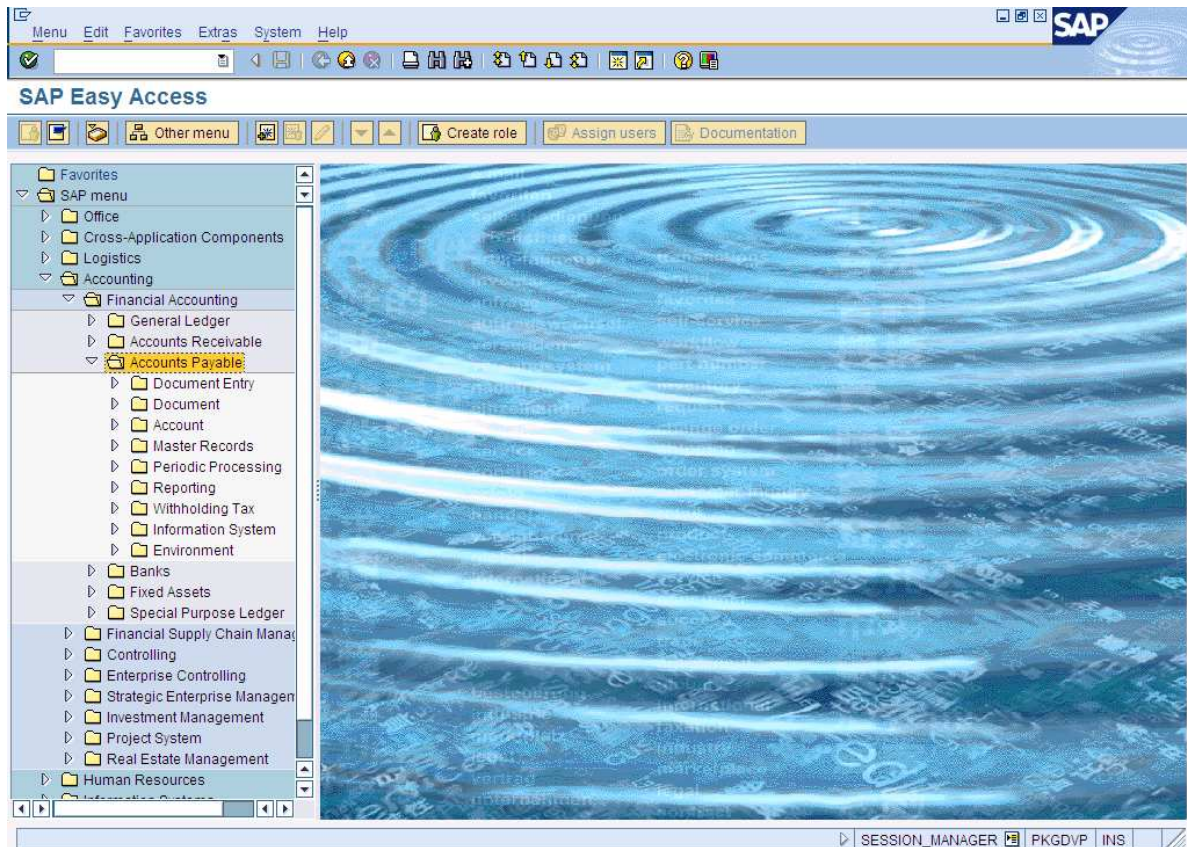 Menu Edit Favorites Extras System Help
SAP
SAP Easy Access
Other menu Create role Assign users Documentation
Favorites
SAP menu
Office
Cross-Application Components
Logistics
Accounting
Financial Accounting
General Ledger
Accounts Receivable
Accounts Payable
Document Entry
Document
Account
Master Records
Periodic Processing
Reporting
Withholding Tax
Information System
Environment
Banks
Fixed Assets
Special Purpose Ledger
Financial Supply Chain Manag
Controlling
Enterprise Controlling
Strategic Enterprise Managem
Investment Management
Project System
Real Estate Management
Human Resources
Information Systems
SESSION_MANAGER PKGDVP INS